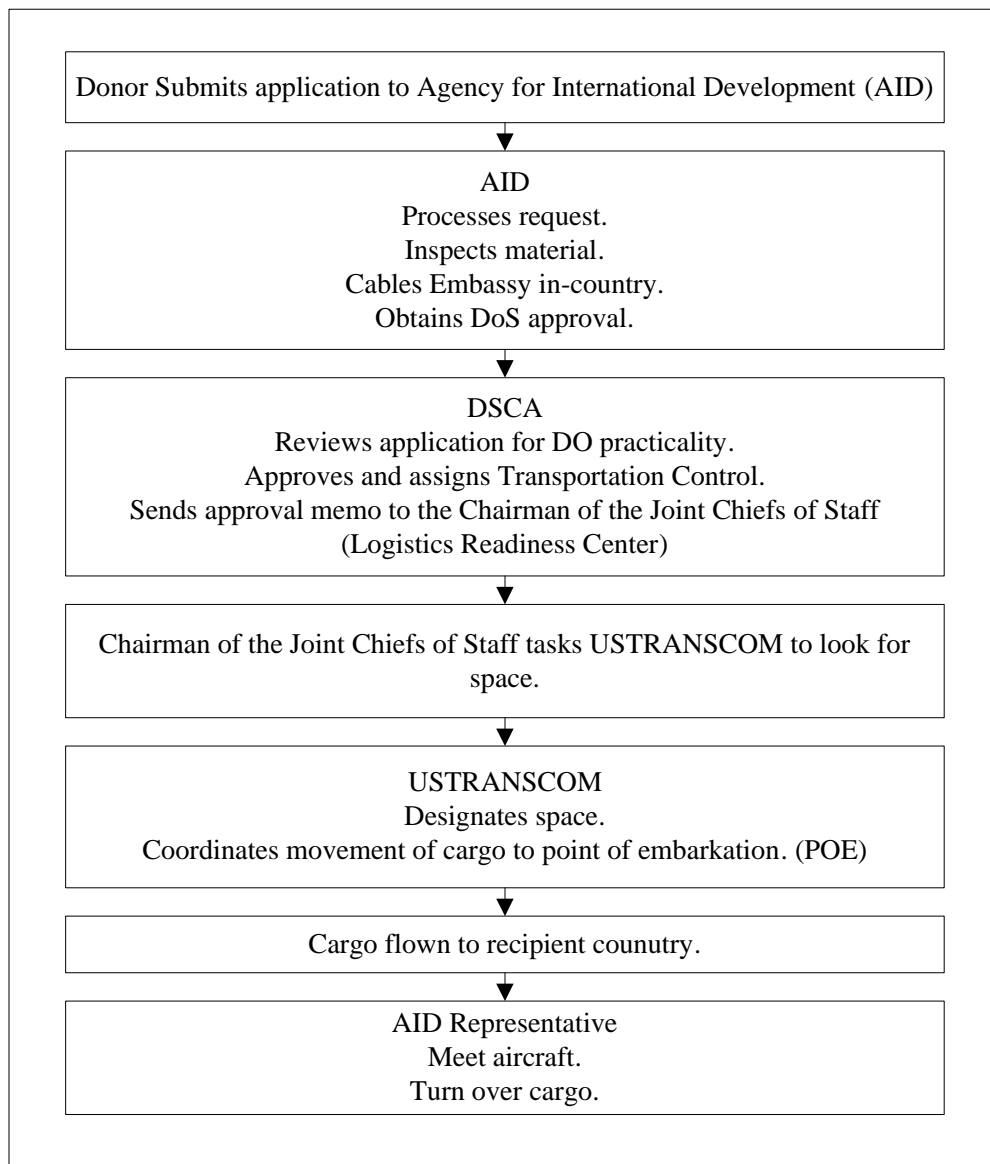 Donor Submits application to Agency for International Development (AID)
AID
Processes request.
Inspects material.
Cables Embassy in-country.
Obtains DoS approval.
DSCA
Reviews application for DO practicality.
Approves and assigns Transportation Control.
Sends approval memo to the Chairman of the Joint Chiefs of Staff
(Logistics Readiness Center)
Chairman of the Joint Chiefs of Staff tasks USTRANSCOM to look for
space.
USTRANSCOM
Designates space.
Coordinates movement of cargo to point of embarkation. (POE)
Cargo flown to recipient counutry.
AID Representative
Meet aircraft.
Turn over cargo.